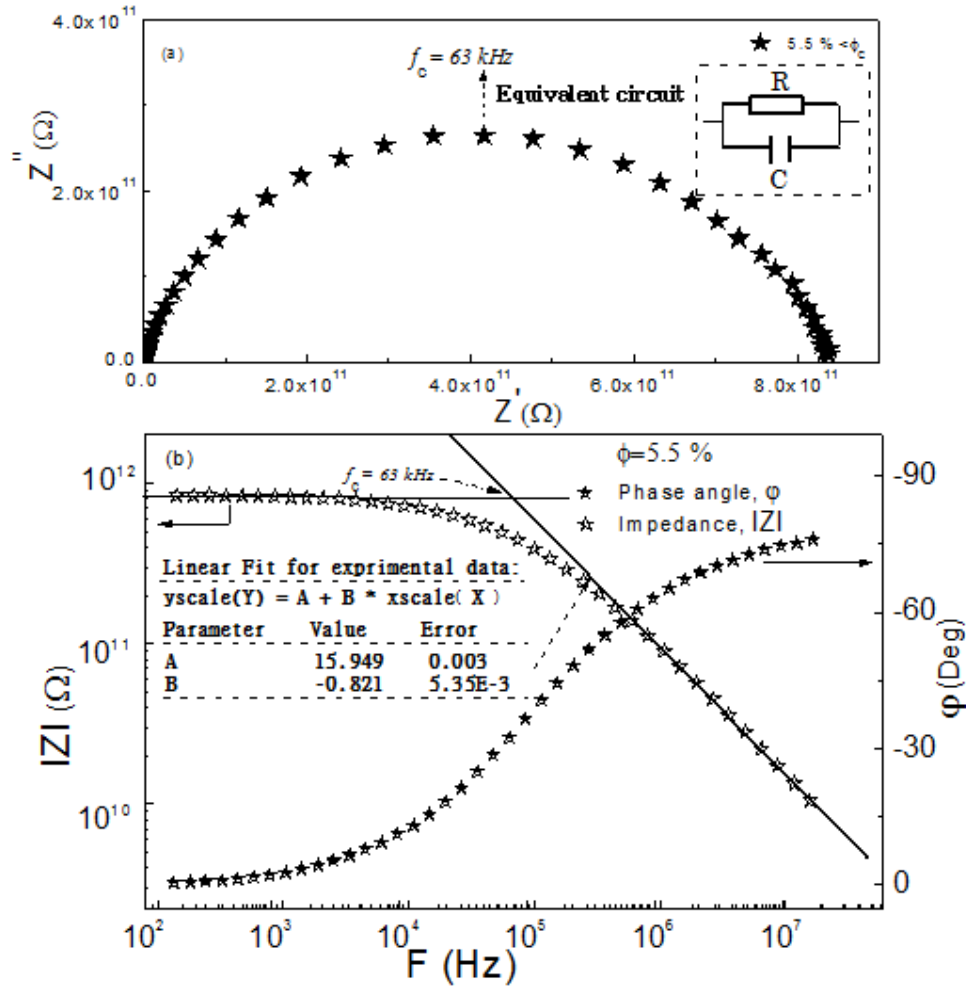 4.0x10^11
(a)
f_c = 63 kHz
★ 5.5 % <ϕ_c
Equivalent circuit
R
C
Z'' (Ω)
2.0x10^11
0.0
0.0 2.0x10^11 4.0x10^11 6.0x10^11 8.0x10^11
Z' (Ω)
(b)
ϕ=5.5 %
10^12
f_c = 63 kHz
-90
Phase angle, φ
Impedance, IZI
Linear Fit for exprimental data:
yscale(Y) = A + B * xscale( X )
Parameter Value Error
A 15.949 0.003
B -0.821 5.35E-3
-60
10^11
IZI (Ω)
φ (Deg)
-30
10^10
0
10^2 10^3 10^4 10^5 10^6 10^7
F (Hz)